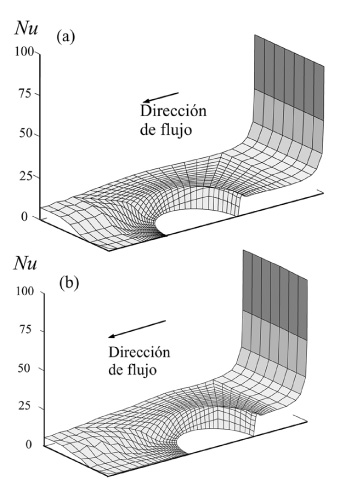 Nu
(a)
100
75
50
25
0
Dirección
de flujo
Nu
(b)
100
75
50
25
0
Dirección
de flujo